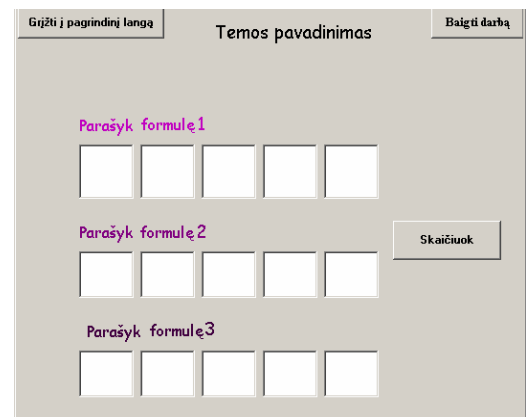 Grįžti į pagrindinį langą
Temos pavadinimas
Baigti darbą
Parašyk formulę1
Parašyk formulę2
Skaičiuok
Parašyk formulę3